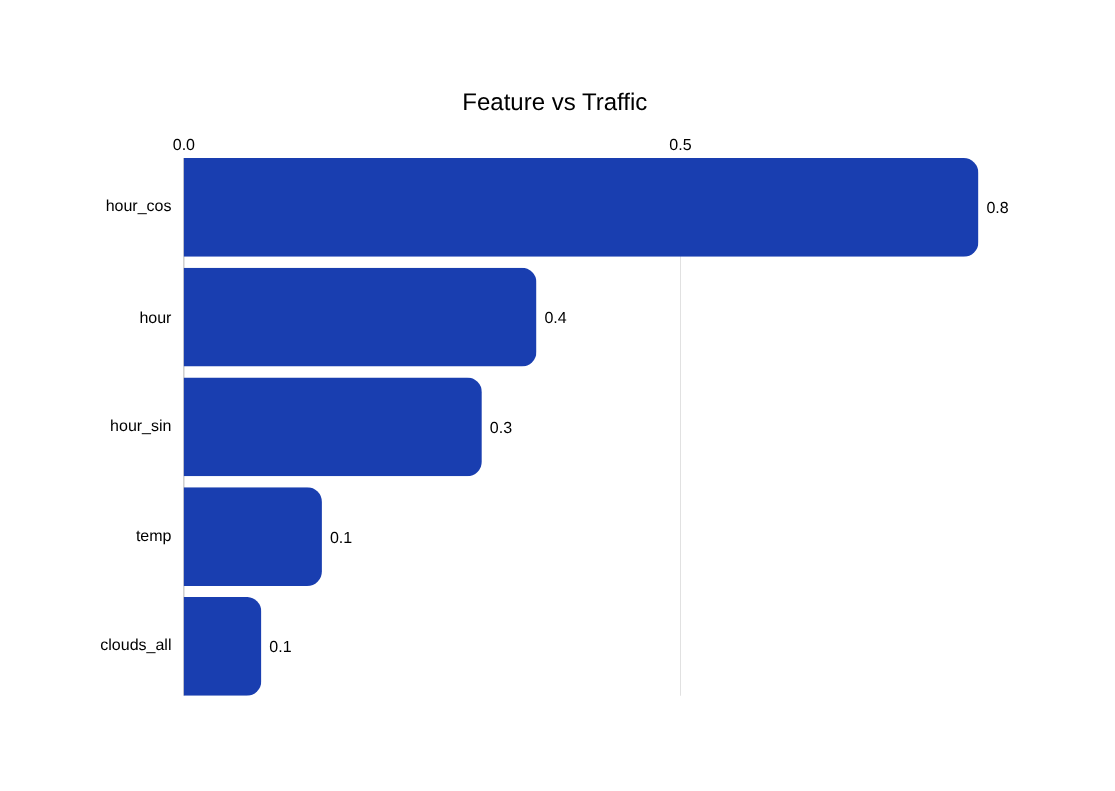 Feature vs Traffic
0.0 0.5
hour_cos 0.8
hour 0.4
hour_sin 0.3
temp 0.1
clouds_all 0.1